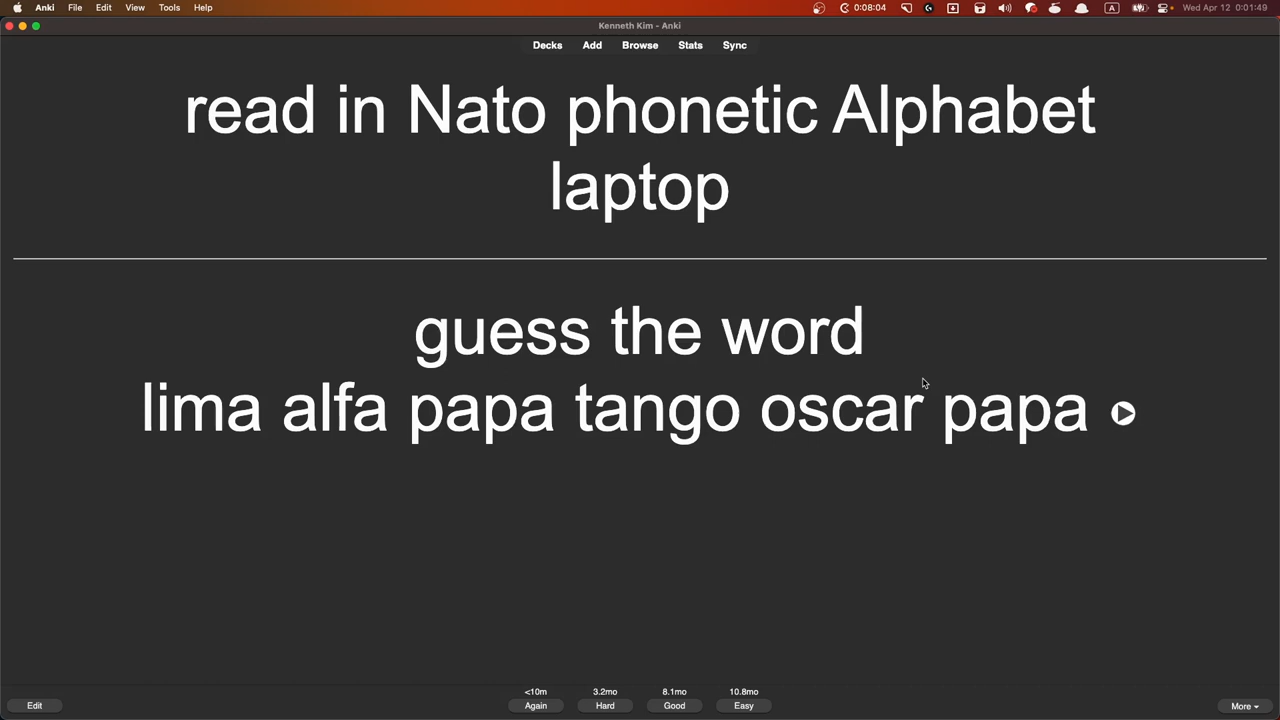 Anki File Edit View Tools Help 0:08:04 A Wed Apr 12 0:01:49
Kenneth Kim - Anki
Decks Add Browse Stats Sync
read in Nato phonetic Alphabet
laptop
guess the word
lima alfa papa tango oscar papa
<10m 3.2mo 8.1mo 10.8mo
Edit Again Hard Good Easy More